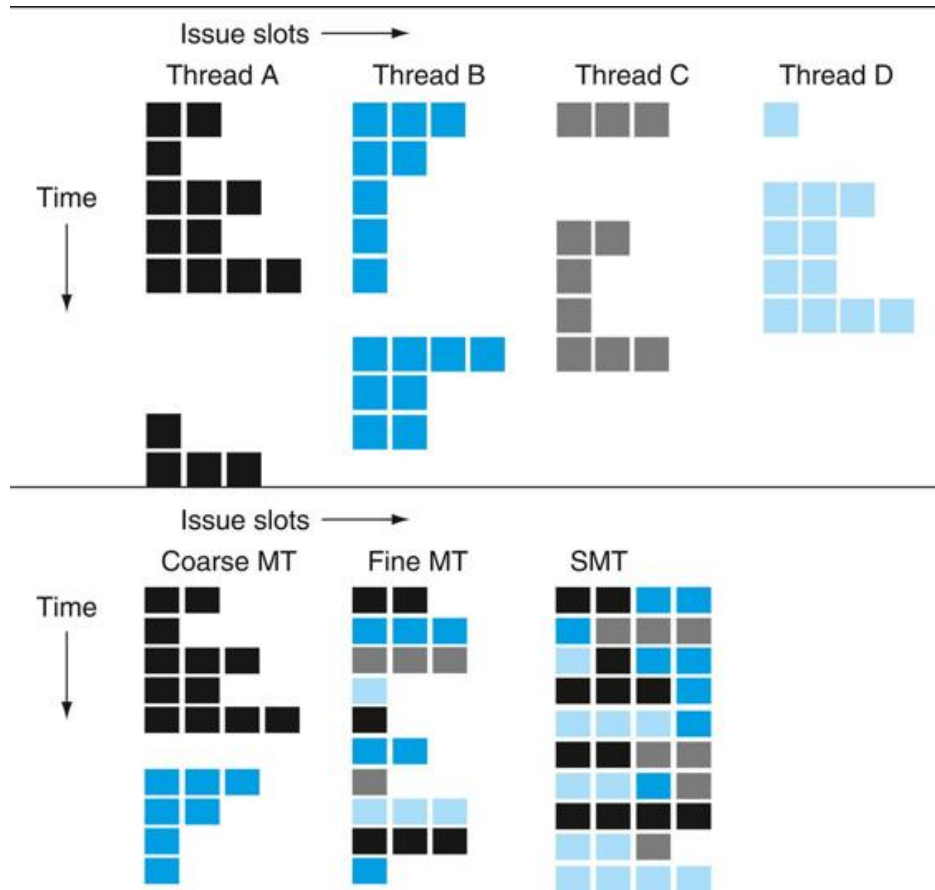 Issue slots
Thread A Thread B Thread C Thread D
Time
Issue slots
Coarse MT Fine MT SMT
Time